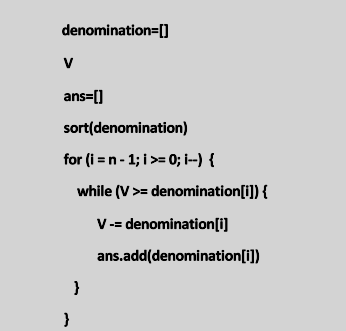 denomination=[]
V
ans=[]
sort(denomination)
for (i = n - 1; i >= 0; i--) {
while (V >= denomination[i]) {
V -= denomination[i]
ans.add(denomination[i])
}
}